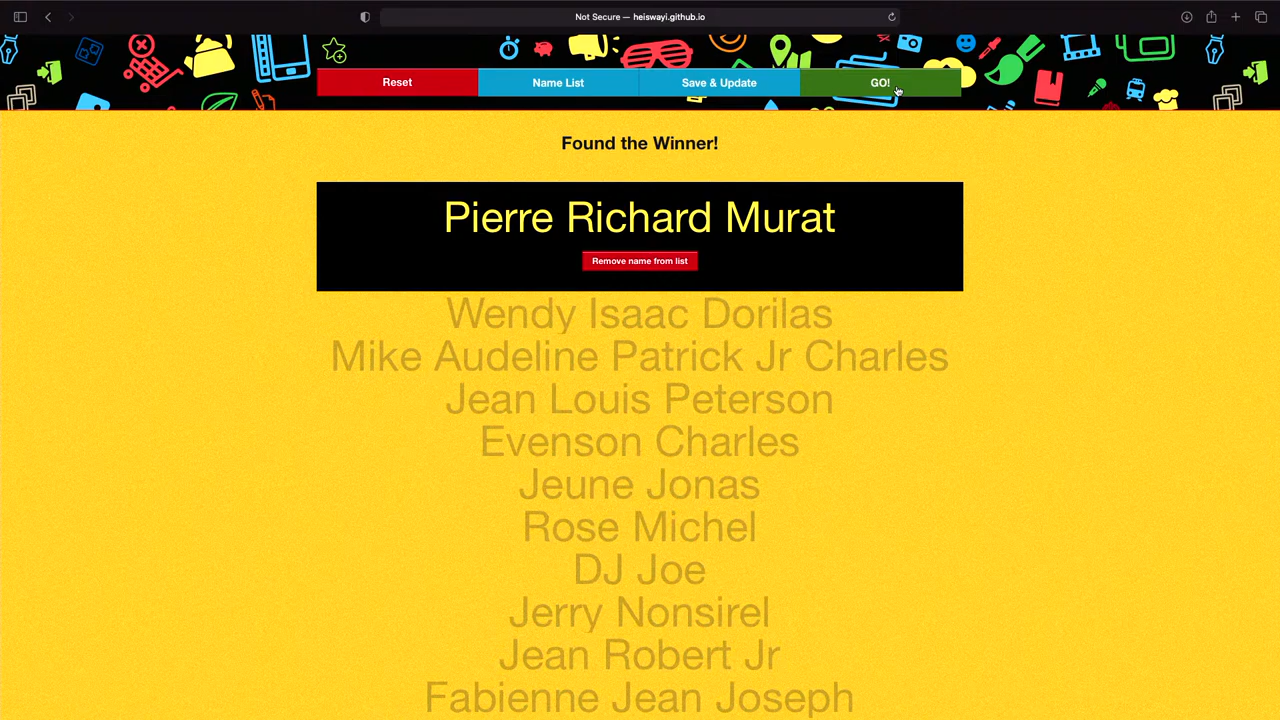 Not Secure — heiswayi.github.io
Reset
Name List
Save & Update
GO!
Found the Winner!
Pierre Richard Murat
Remove name from list
Wendy Isaac Dorilas
Mike Audeline Patrick Jr Charles
Jean Louis Peterson
Evenson Charles
Jeune Jonas
Rose Michel
DJ Joe
Jerry Nonsirel
Jean Robert Jr
Fabienne Jean Joseph